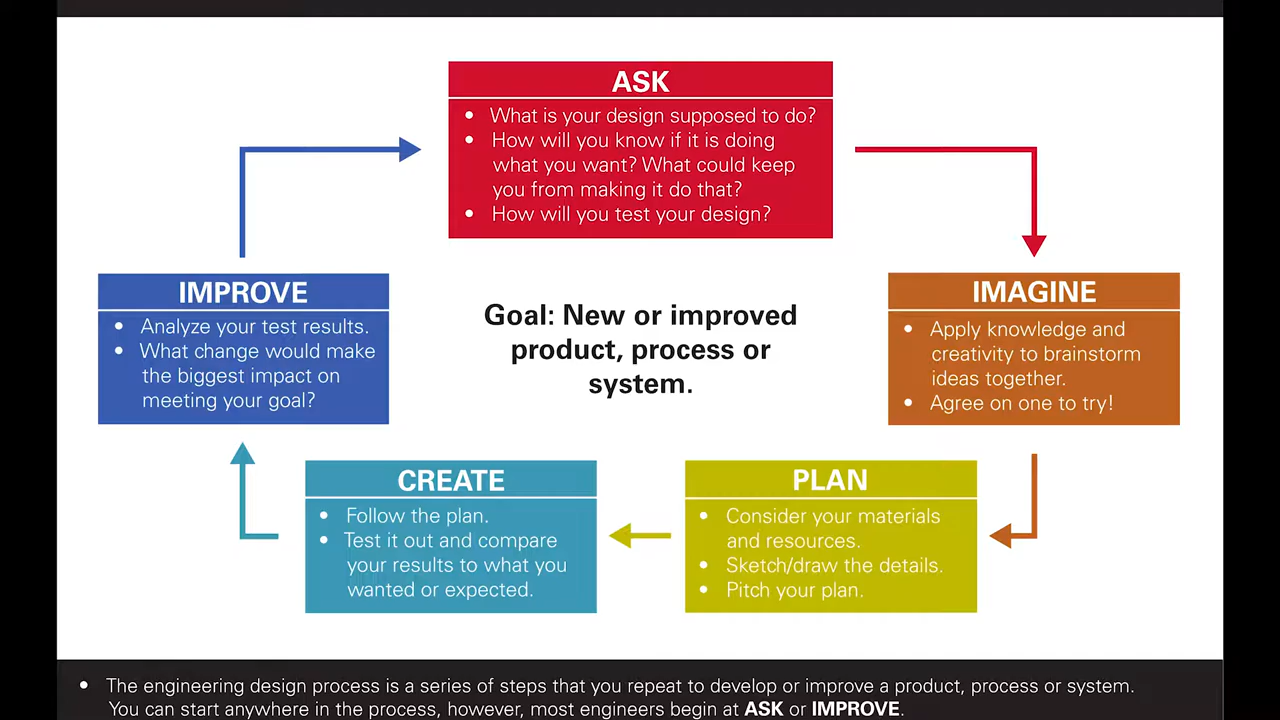 ASK
• What is your design supposed to do?
• How will you know if it is doing
what you want? What could keep
you from making it do that?
• How will you test your design?
IMPROVE
• Analyze your test results.
• What change would make
the biggest impact on
meeting your goal?
Goal: New or improved
product, process or
system.
IMAGINE
• Apply knowledge and
creativity to brainstorm
ideas together.
• Agree on one to try!
CREATE
• Follow the plan.
• Test it out and compare
your results to what you
wanted or expected.
PLAN
• Consider your materials
and resources.
• Sketch/draw the details.
• Pitch your plan.
• The engineering design process is a series of steps that you repeat to develop or improve a product, process or system.
You can start anywhere in the process, however, most engineers begin at ASK or IMPROVE.